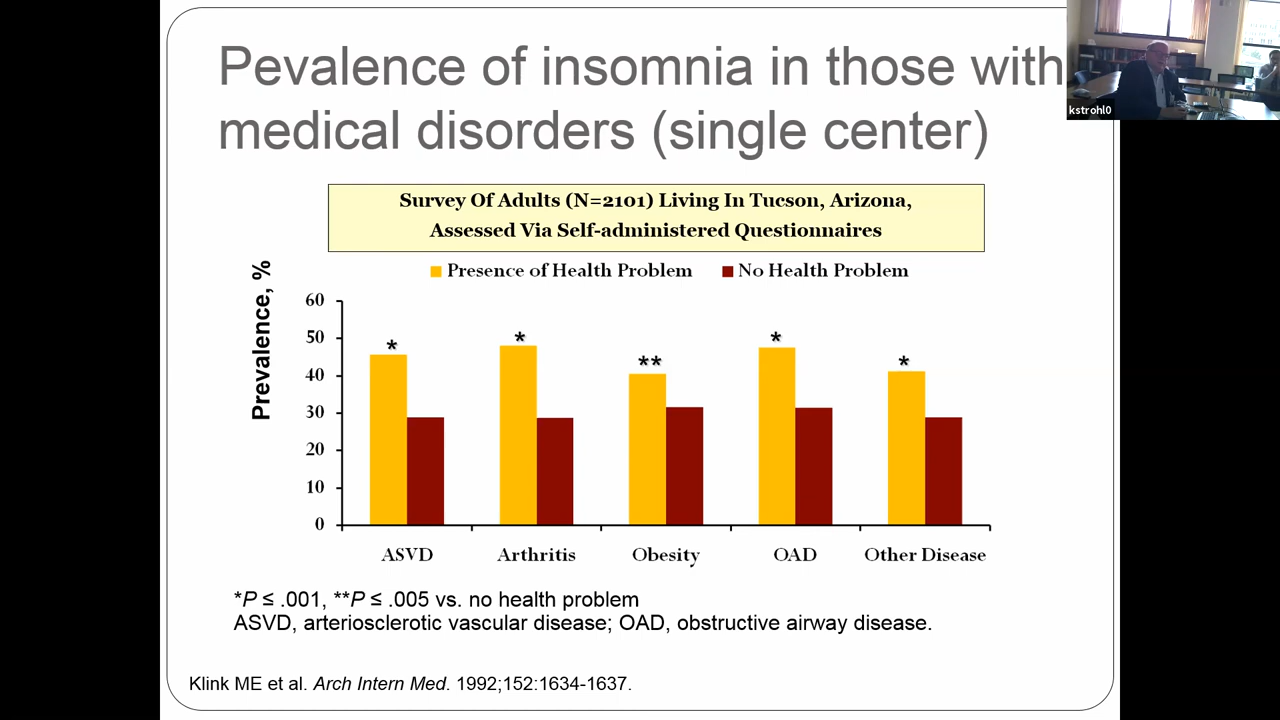 Pevalence of insomnia in those with
medical disorders (single center)
kstrohl0
Survey Of Adults (N=2101) Living In Tucson, Arizona,
Assessed Via Self-administered Questionnaires
Presence of Health Problem
No Health Problem
Prevalence, %
60
50
40
30
20
10
0
* * ** * *
ASVD Arthritis Obesity OAD Other Disease
*P ≤ .001, **P ≤ .005 vs. no health problem
ASVD, arteriosclerotic vascular disease; OAD, obstructive airway disease.
Klink ME et al. Arch Intern Med. 1992;152:1634-1637.